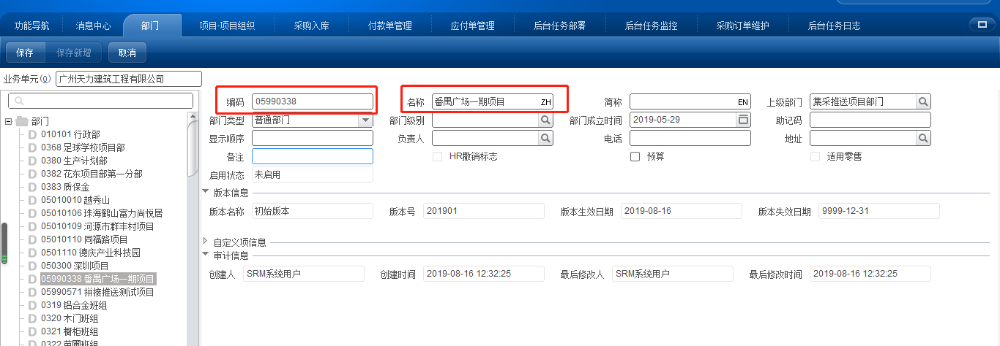 功能导航 消息中心 部门 项目-项目组织 采购入库 付款单管理 应付单管理 后台任务部署 后台任务监控 采购订单维护 后台任务日志
保存 保存新增 取消
业务单元(O) 广州天力建筑工程有限公司
编码 05990338 名称 番禺广场一期项目 ZH 简称 EN 上级部门 集采推送项目部门
部门类型 普通部门 部门级别 部门成立时间 2019-05-29 助记码
显示顺序 负责人 电话 地址
备注 HR撤销标志 预算 适用零售
启用状态 未启用
版本信息
版本名称 初始版本 版本号 201901 版本生效日期 2019-08-16 版本失效日期 9999-12-31
自定义项信息
审计信息
创建人 SRM系统用户 创建时间 2019-08-16 12:32:25 最后修改人 SRM系统用户 最后修改时间 2019-08-16 12:32:25
部门
D 010101 行政部
D 0368 足球学校项目部
D 0380 生产计划部
D 0382 花东项目部第一分部
D 0383 质保金
D 05010010 越秀山
D 05010106 珠海鹤山富力尚悦居
D 05010109 河源市群丰村项目
D 05010110 同福路项目
D 0501110 德庆产业科技园
D 050300 深圳项目
D 05990338 番禺广场一期项目
D 05990571 拼接推送测试项目
D 0319 铝合金班组
D 0320 木门班组
D 0321 橱柜班组
D 0322 苗圃班组